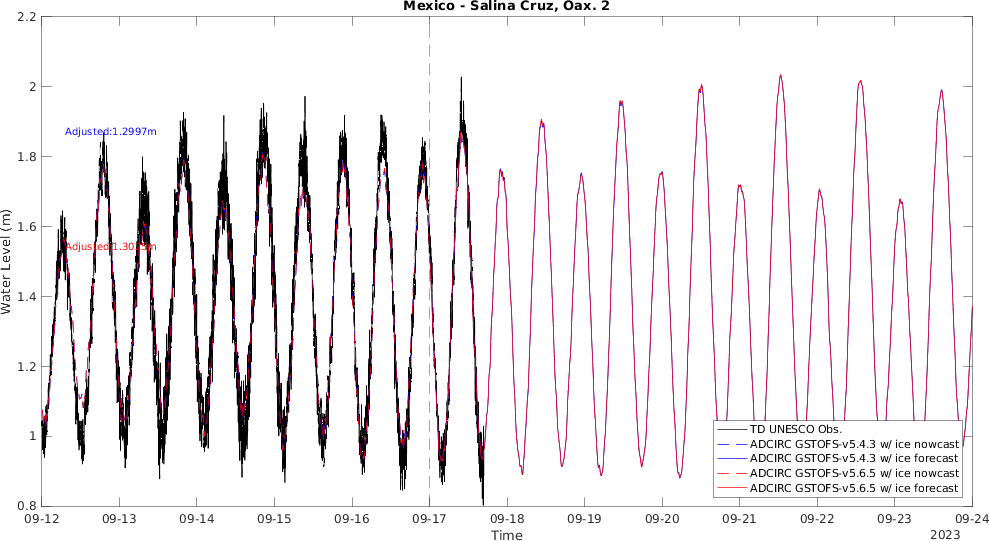 Mexico - Salina Cruz, Oax. 2
2.2
2
1.8
1.6
1.4
1.2
1
0.8
Water Level (m)
Adjusted:1.2997m
TD UNESCO Obs.
ADCIRC GSTOFS-v5.4.3 w/ ice nowcast
ADCIRC GSTOFS-v5.4.3 w/ ice forecast
ADCIRC GSTOFS-v5.6.5 w/ ice nowcast
ADCIRC GSTOFS-v5.6.5 w/ ice forecast
09-12 09-13 09-14 09-15 09-16 09-17 09-18 09-19 09-20 09-21 09-22 09-23 09-24
Time
2023